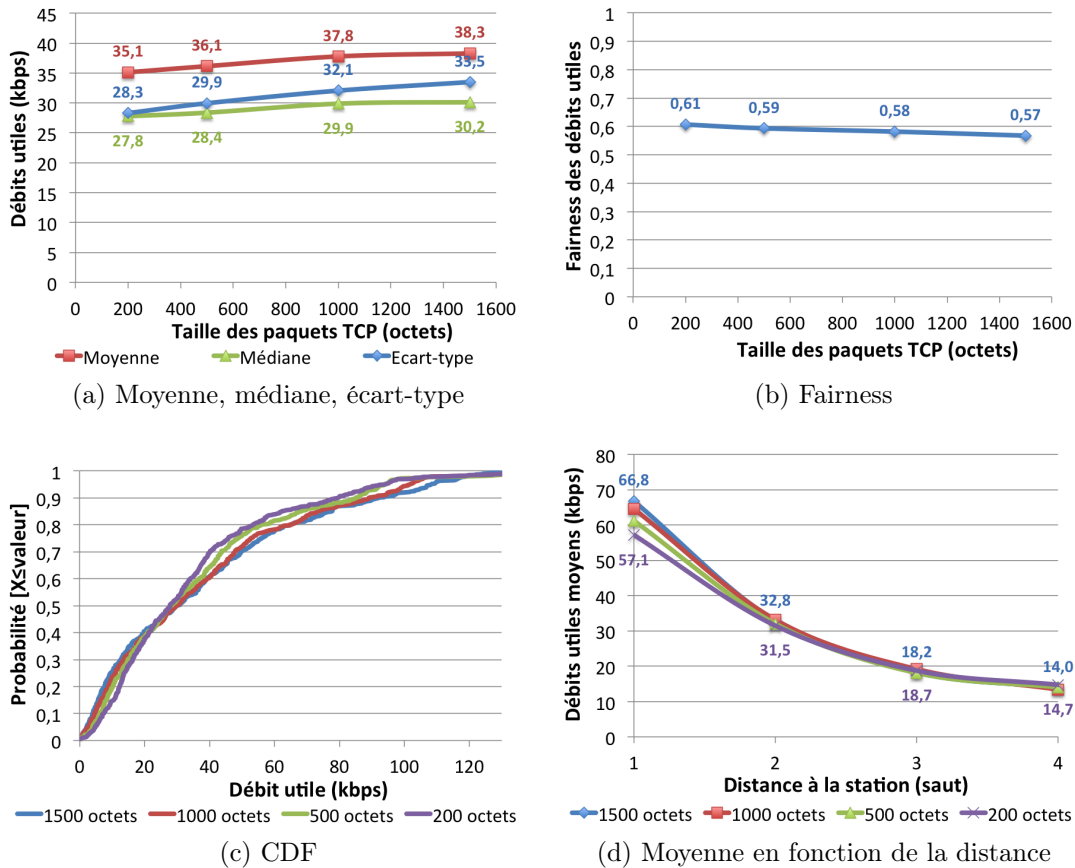 Débits utiles (kbps)
45
40
35
30
25
20
15
10
5
0
35,1 36,1 37,8 38,3
28,3 29,9 32,1 33,5
27,8 28,4 29,9 30,2
0 200 400 600 800 1000 1200 1400 1600
Taille des paquets TCP (octets)
Moyenne Médiane Ecart-type
(a) Moyenne, médiane, écart-type
Fairness des débits utiles
1
0,9
0,8
0,7
0,6
0,5
0,4
0,3
0,2
0,1
0
0,61 0,59 0,58 0,57
0 200 400 600 800 1000 1200 1400 1600
Taille des paquets TCP (octets)
(b) Fairness
Probabilité [X≤valeur]
1
0,9
0,8
0,7
0,6
0,5
0,4
0,3
0,2
0,1
0
0 20 40 60 80 100 120
Débit utile (kbps)
1500 octets 1000 octets 500 octets 200 octets
(c) CDF
Débits utiles moyens (kbps)
80
70
60
50
40
30
20
10
0
66,8 32,8 18,2 14,0
57,1 31,5 18,7 14,7
1 2 3 4
Distance à la station (saut)
1500 octets 1000 octets 500 octets 200 octets
(d) Moyenne en fonction de la distance